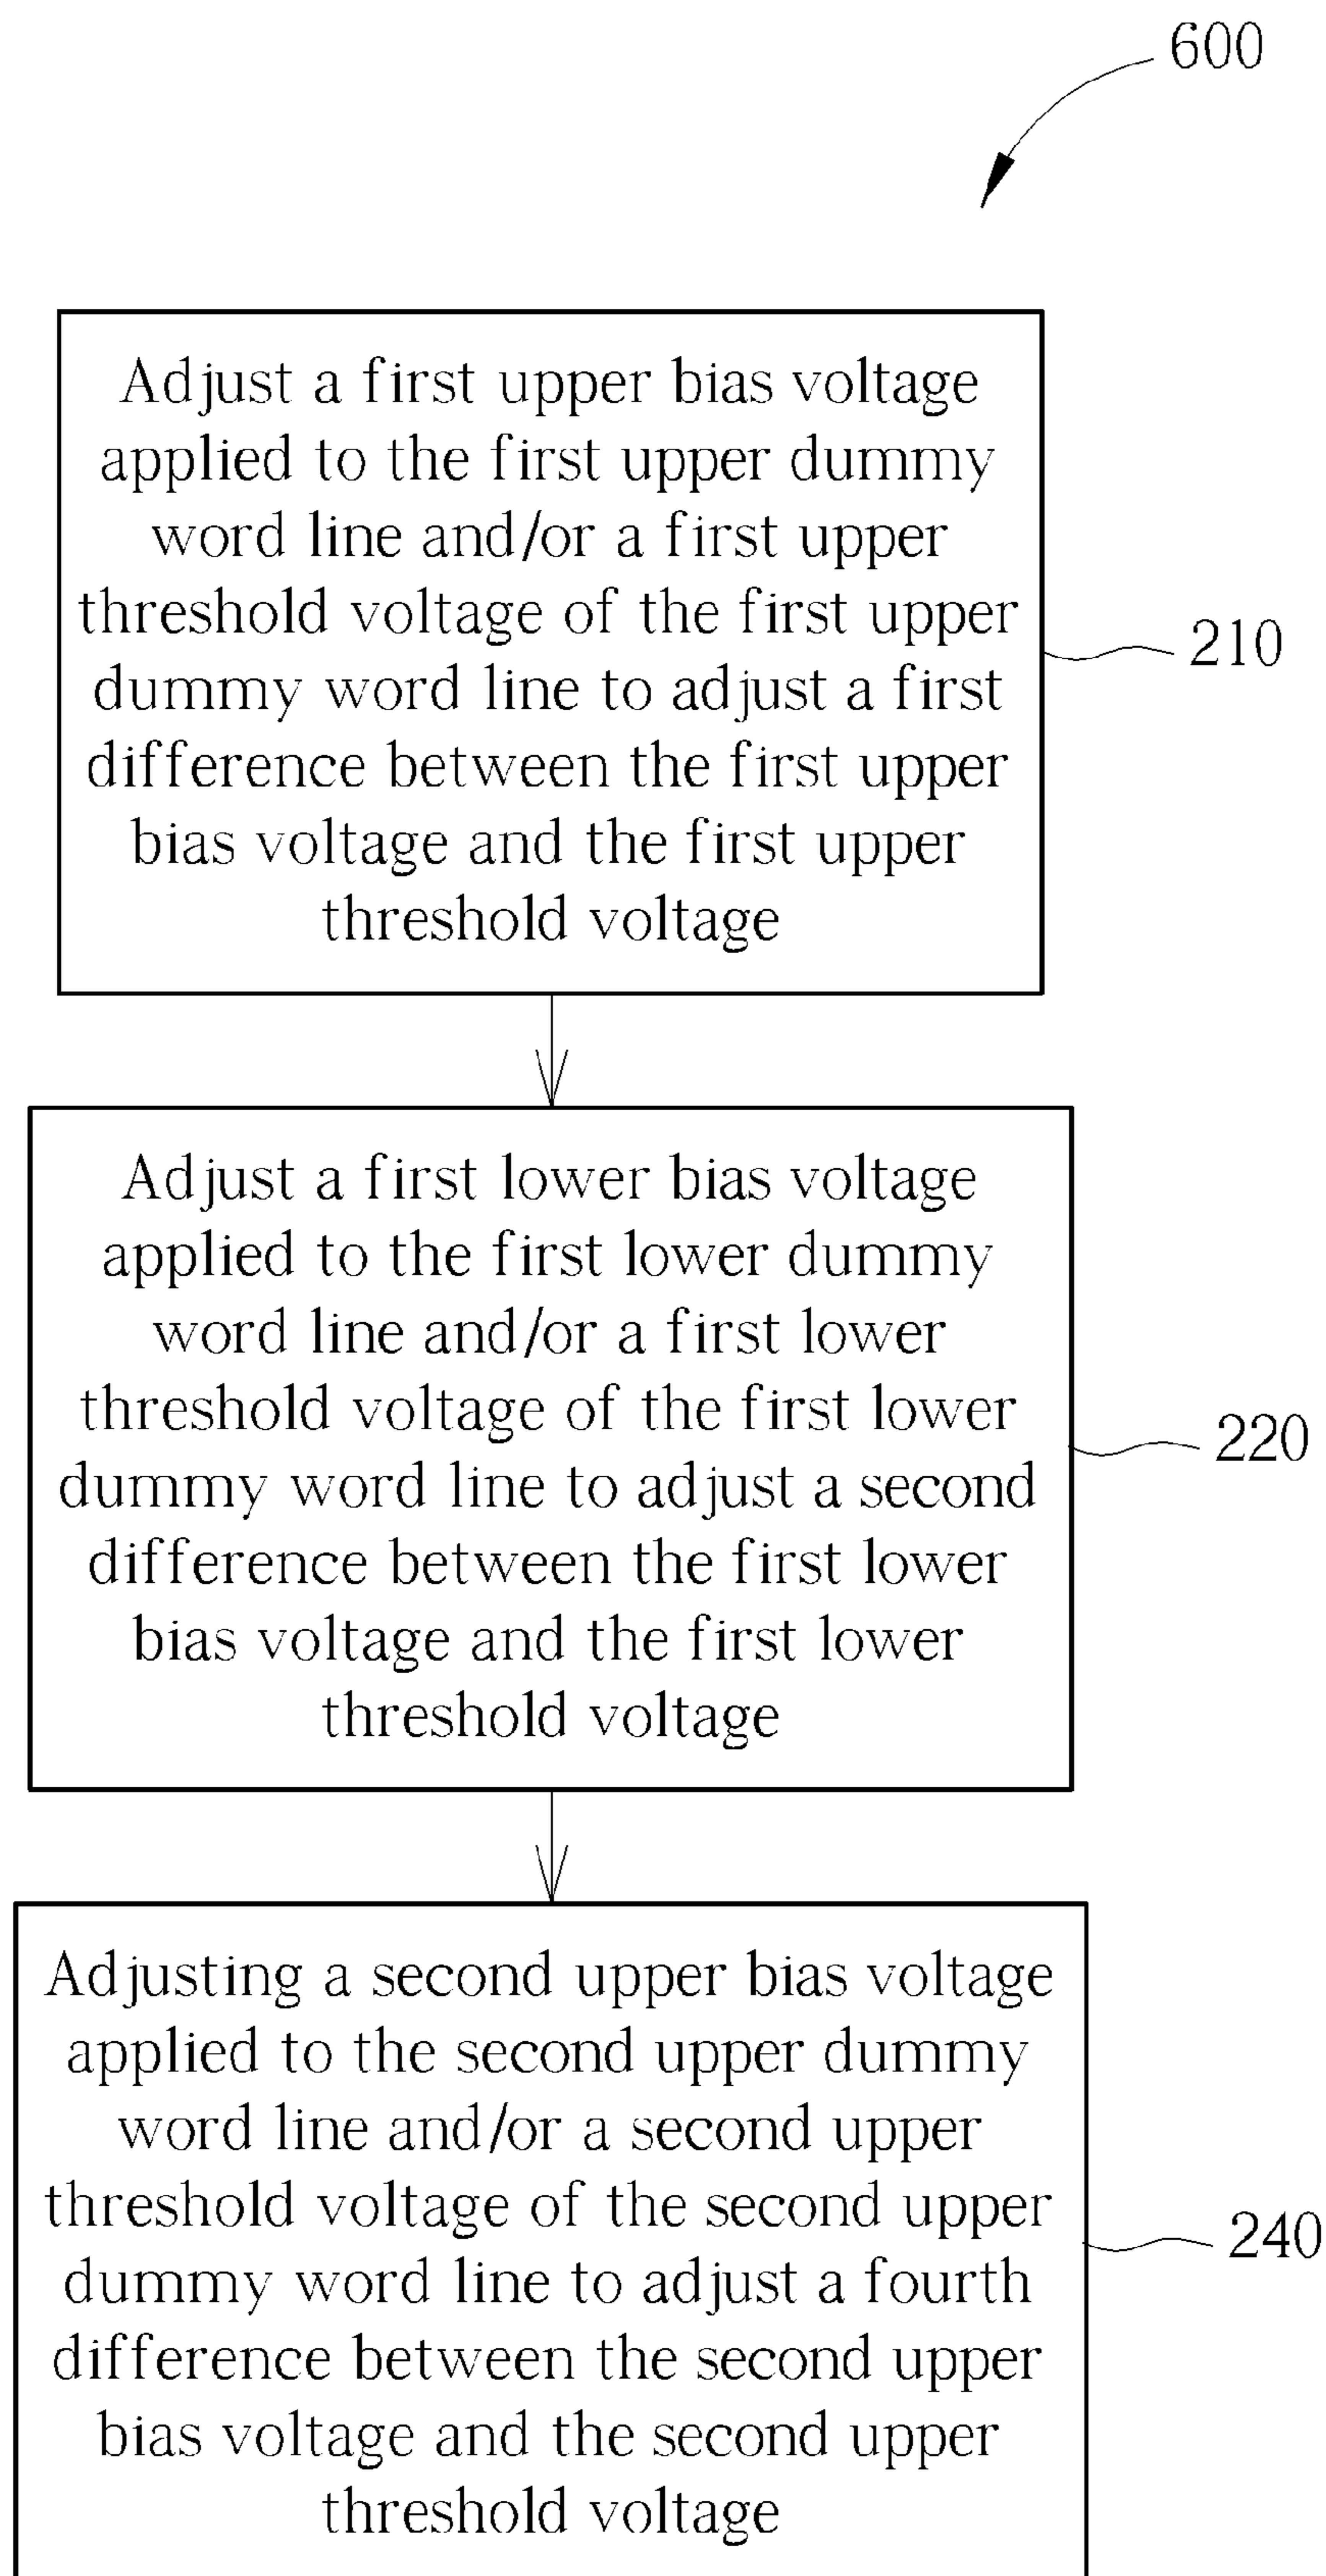 600
Adjust a first upper bias voltage
applied to the first upper dummy
word line and/or a first upper
threshold voltage of the first upper
dummy word line to adjust a first
difference between the first upper
bias voltage and the first upper
threshold voltage
210
Adjust a first lower bias voltage
applied to the first lower dummy
word line and/or a first lower
threshold voltage of the first lower
dummy word line to adjust a second
difference between the first lower
bias voltage and the first lower
threshold voltage
220
Adjusting a second upper bias voltage
applied to the second upper dummy
word line and/or a second upper
threshold voltage of the second upper
dummy word line to adjust a fourth
difference between the second upper
bias voltage and the second upper
threshold voltage
240